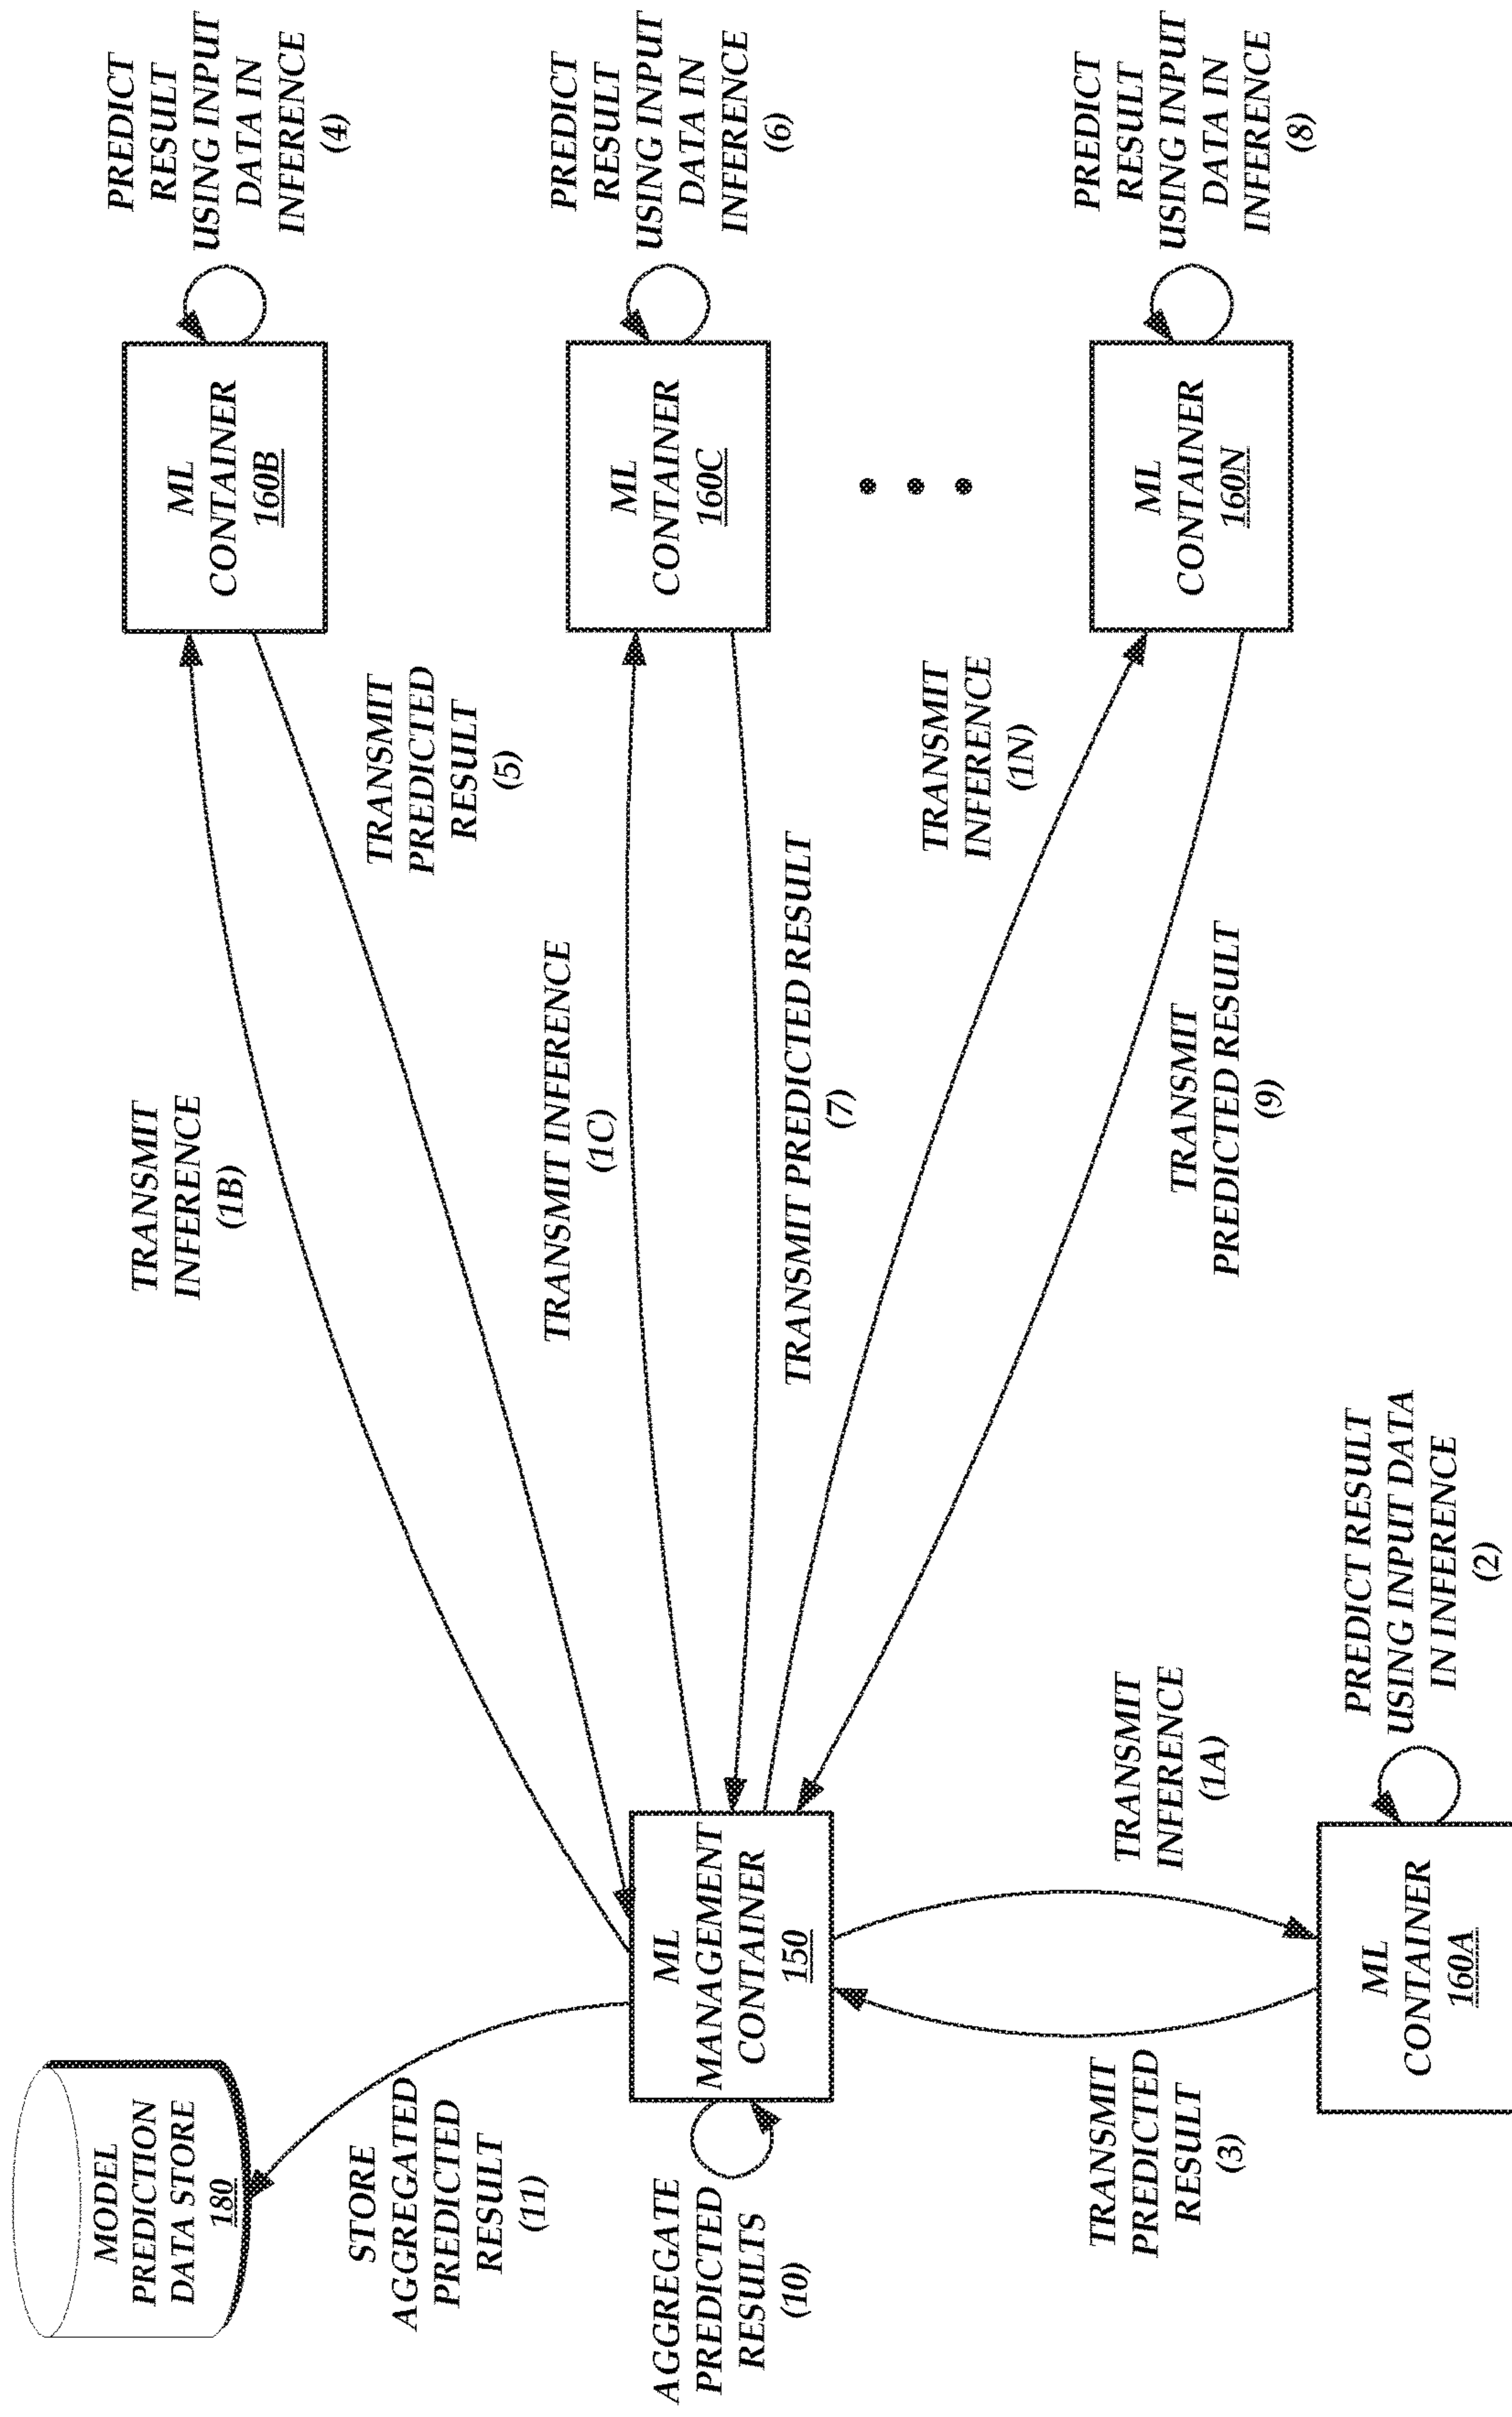 MODEL
PREDICTION
DATA STORE
180
STORE
AGGREGATED
PREDICTED
RESULT
(11)
AGGREGATE
PREDICTED
RESULTS
(10)
ML
MANAGEMENT
CONTAINER
150
TRANSMIT
PREDICTED
RESULT
(3)
TRANSMIT
INFERENCE
(1A)
ML
CONTAINER
160A
PREDICT RESULT
USING INPUT DATA
IN INFERENCE
(2)
TRANSMIT
INFERENCE
(1B)
TRANSMIT
PREDICTED
RESULT
(5)
ML
CONTAINER
160B
PREDICT
RESULT
USING INPUT
DATA IN
INFERENCE
(4)
TRANSMIT INFERENCE
(1C)
TRANSMIT PREDICTED RESULT
(7)
ML
CONTAINER
160C
PREDICT
RESULT
USING INPUT
DATA IN
INFERENCE
(6)
TRANSMIT
INFERENCE
(1N)
TRANSMIT
PREDICTED RESULT
(9)
ML
CONTAINER
160N
PREDICT
RESULT
USING INPUT
DATA IN
INFERENCE
(8)